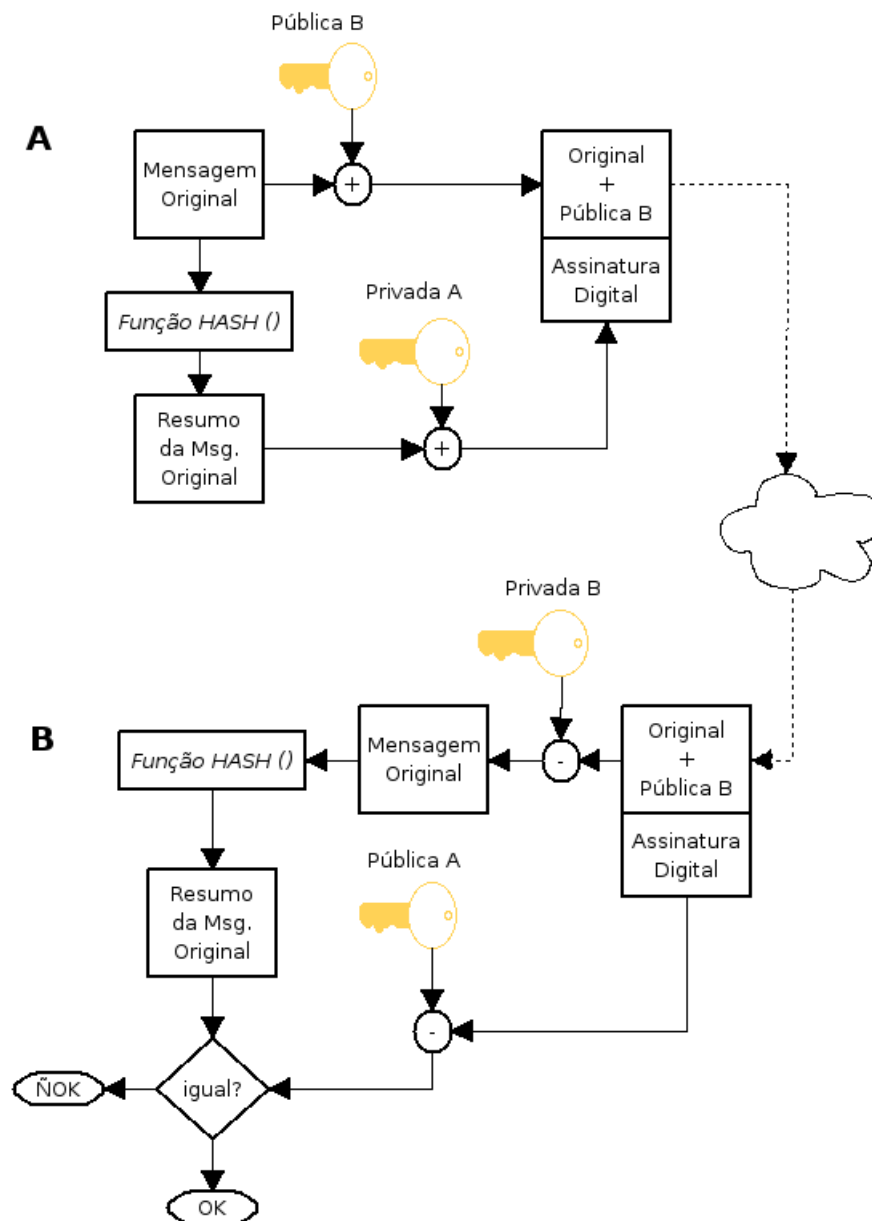 Pública B
A
Mensagem
Original
+
Original
+
Pública B
Assinatura
Digital
Função HASH ()
Privada A
Resumo
da Msg.
Original
+
Privada B
B
Função HASH ()
Mensagem
Original
-
Original
+
Pública B
Assinatura
Digital
Pública A
Resumo
da Msg.
Original
-
ÑOK
igual?
OK